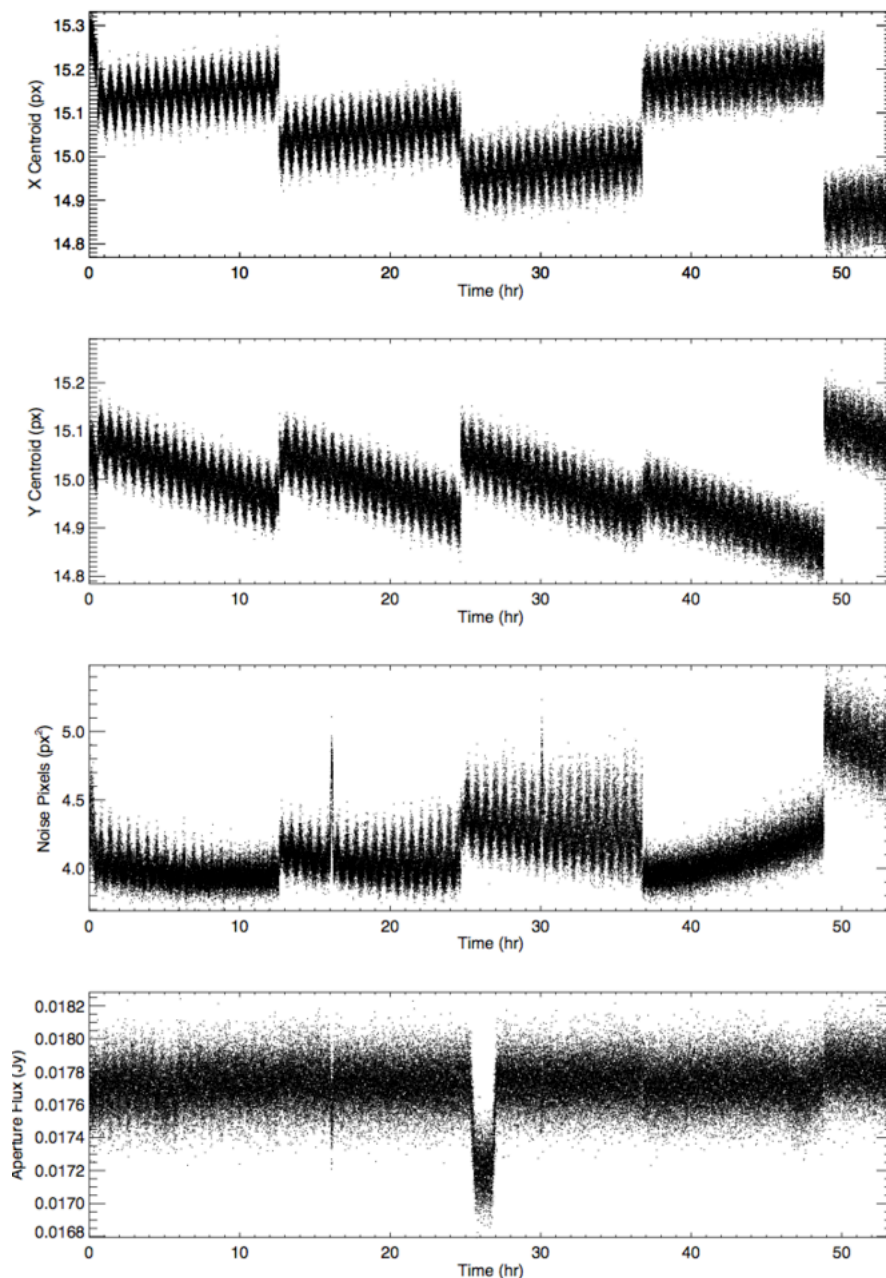 15.3
15.2
15.1
15.0
14.9
14.8
X Centroid (px)
0 10 20 30 40 50
Time (hr)
15.2
15.1
15.0
14.9
14.8
Y Centroid (px)
0 10 20 30 40 50
Time (hr)
5.0
4.5
4.0
Noise Pixels (px²)
0 10 20 30 40 50
Time (hr)
0.0182
0.0180
0.0178
0.0176
0.0174
0.0172
0.0170
0.0168
Aperture Flux (Jy)
0 10 20 30 40 50
Time (hr)